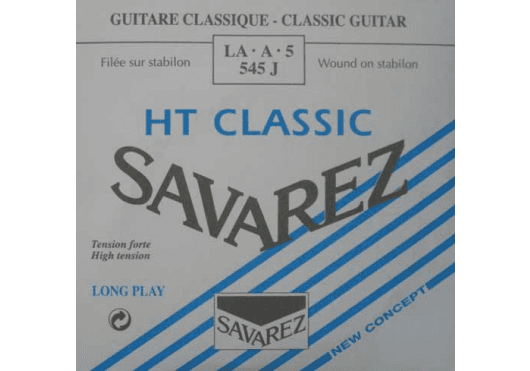 GUITARE CLASSIQUE - CLASSIC GUITAR
LA · A · 5
545 J
Filée sur stabilon
Wound on stabilon
HT CLASSIC
SAVAREZ
Tension forte
High tension
LONG PLAY
SAVAREZ
NEW CONCEPT